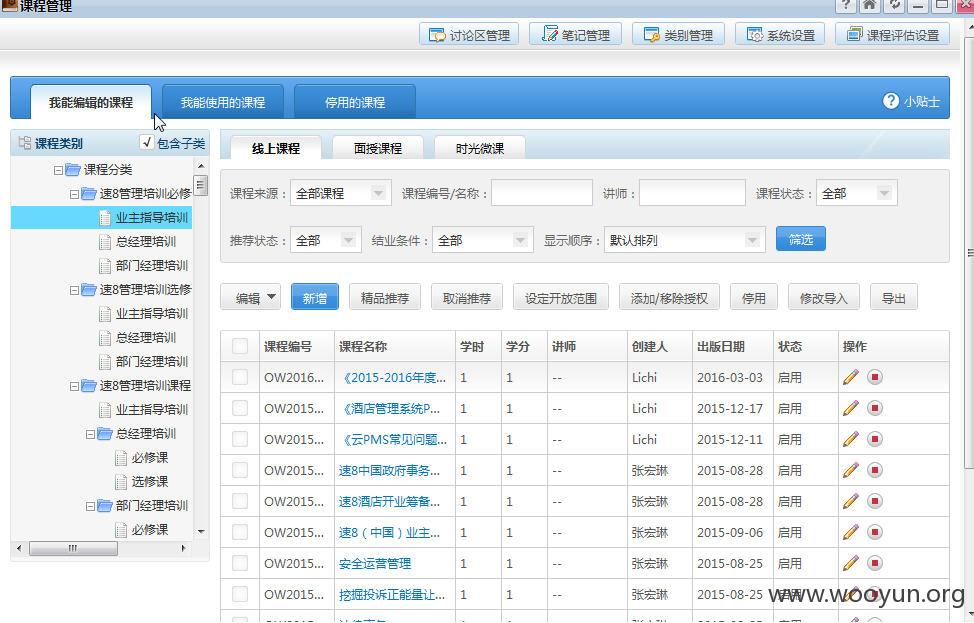 课程管理
讨论区管理 笔记管理 类别管理 系统设置 课程评估设置
我能编辑的课程 我能使用的课程 停用的课程 ? 小贴士
课程类别 √ 包含子类
线上课程 面授课程 时光微课
课程分类
速8管理培训必修
业主指导培训
总经理培训
部门经理培训
速8管理培训选修
业主指导培训
总经理培训
部门经理培训
速8管理培训课程
业主指导培训
总经理培训
必修课
选修课
部门经理培训
必修课
课程来源： 全部课程 课程编号/名称： 讲师： 课程状态： 全部
推荐状态： 全部 结业条件： 全部 显示顺序： 默认排列 筛选
编辑 新增 精品推荐 取消推荐 设定开放范围 添加/移除授权 停用 修改导入 导出
课程编号 课程名称 学时 学分 讲师 创建人 出版日期 状态 操作
OW2016... 《2015-2016年度... 1 1 -- Lichi 2016-03-03 启用
OW2015... 《酒店管理系统P... 1 1 -- Lichi 2015-12-17 启用
OW2015... 《云PMS常见问题... 1 1 -- Lichi 2015-12-11 启用
OW2015... 速8中国政府事务... 1 1 -- 张宏琳 2015-08-28 启用
OW2015... 速8酒店开业筹备... 1 1 -- 张宏琳 2015-08-28 启用
OW2015... 速8（中国）业主... 1 1 -- 张宏琳 2015-09-06 启用
OW2015... 安全运营管理 1 1 -- 张宏琳 2015-08-25 启用
OW2015... 挖掘投诉正能量让... 1 1 -- 张宏琳 2015-08-25 启用
www.wooyun.org